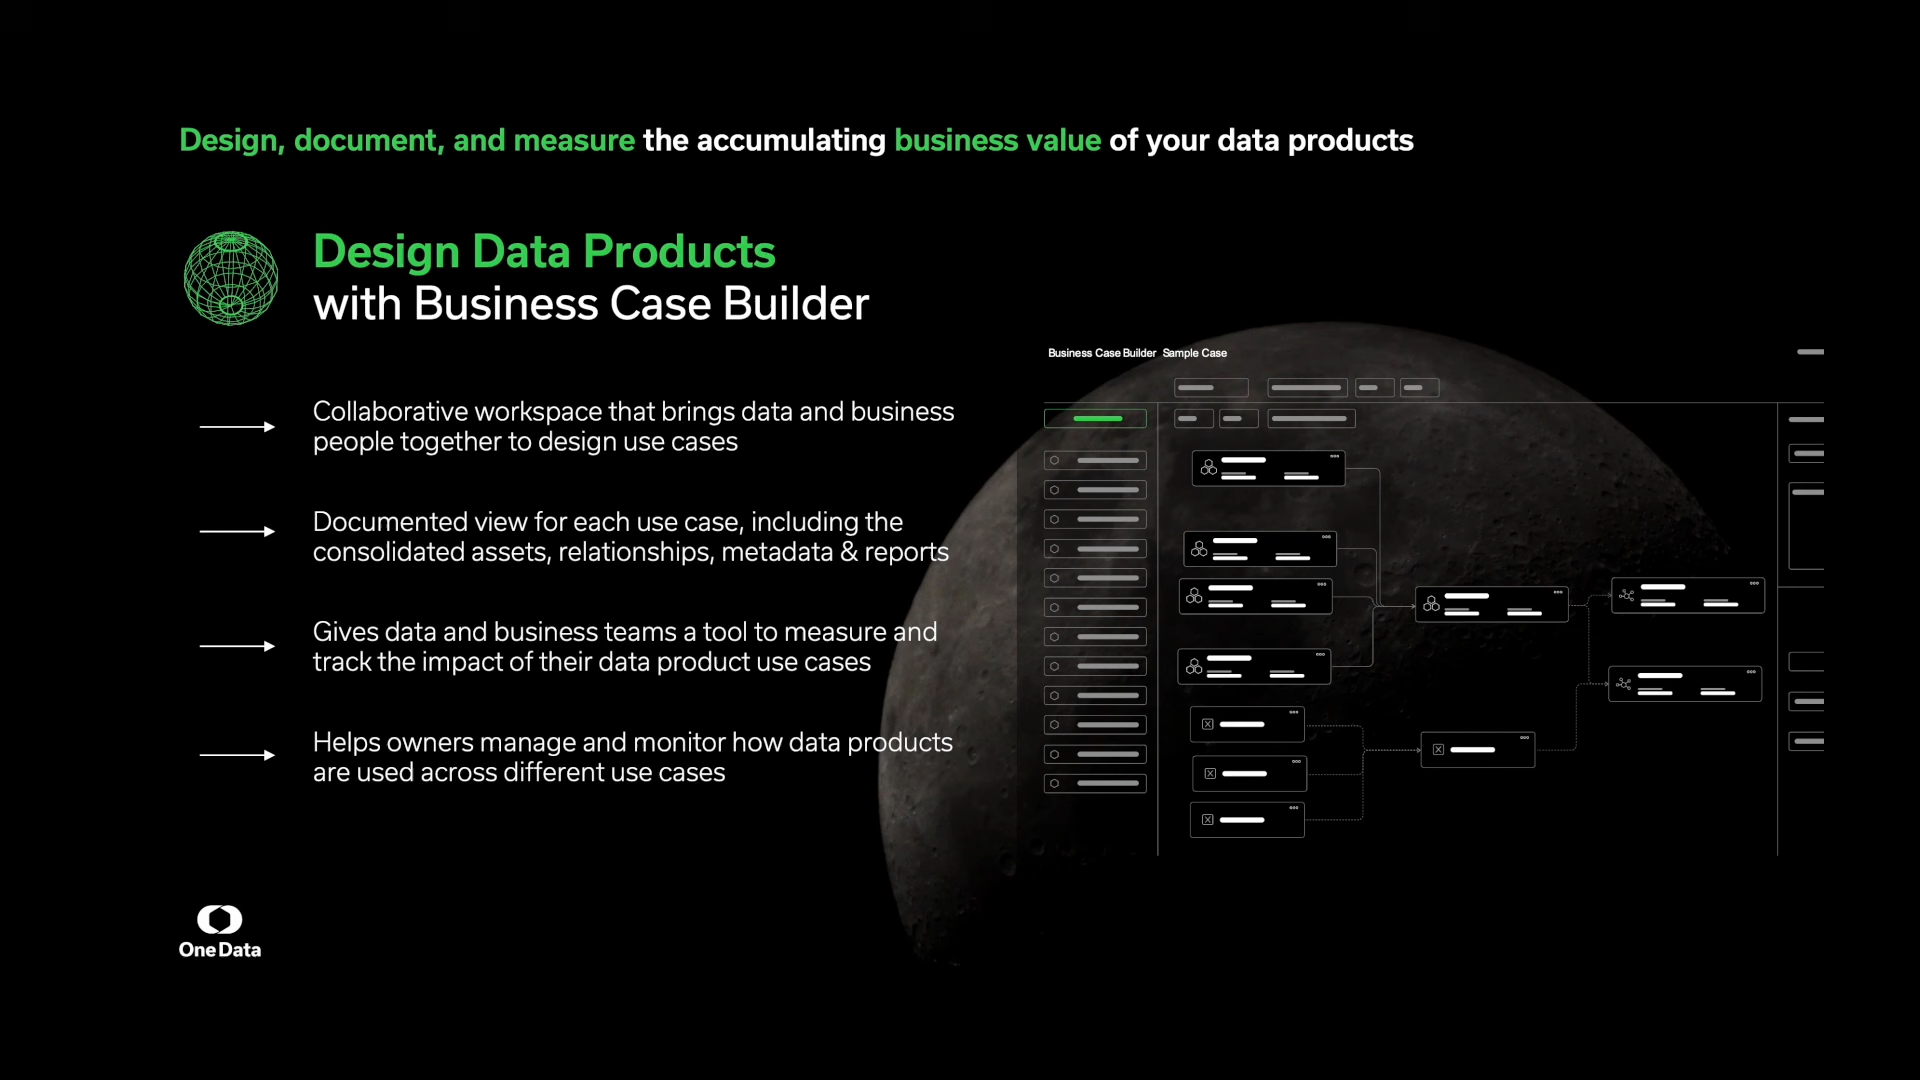 Design, document, and measure the accumulating business value of your data products
Design Data Products
with Business Case Builder
Collaborative workspace that brings data and business
people together to design use cases
Documented view for each use case, including the
consolidated assets, relationships, metadata & reports
Gives data and business teams a tool to measure and
track the impact of their data product use cases
Helps owners manage and monitor how data products
are used across different use cases
Business Case Builder Sample Case
One Data